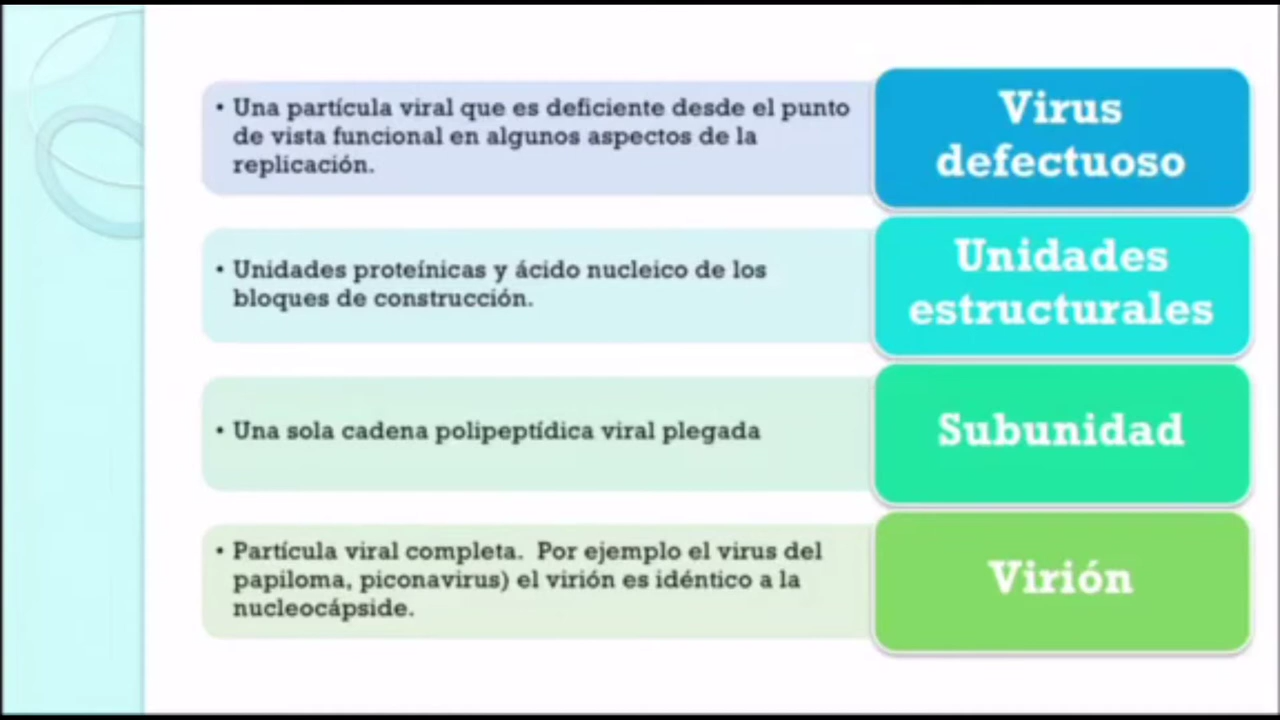 • Una partícula viral que es deficiente desde el punto
de vista funcional en algunos aspectos de la
replicación.
Virus
defectuoso
• Unidades proteínicas y ácido nucleico de los
bloques de construcción.
Unidades
estructurales
• Una sola cadena polipeptídica viral plegada
Subunidad
• Partícula viral completa.  Por ejemplo el virus del
papiloma, piconavirus) el virión es idéntico a la
nucleocápside.
Virión